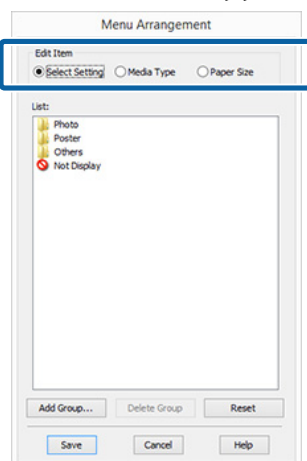 Menu Arrangement
Edit Item
Select Setting Media Type Paper Size
List:
Photo
Poster
Others
Not Display
Add Group... Delete Group Reset
Save Cancel Help